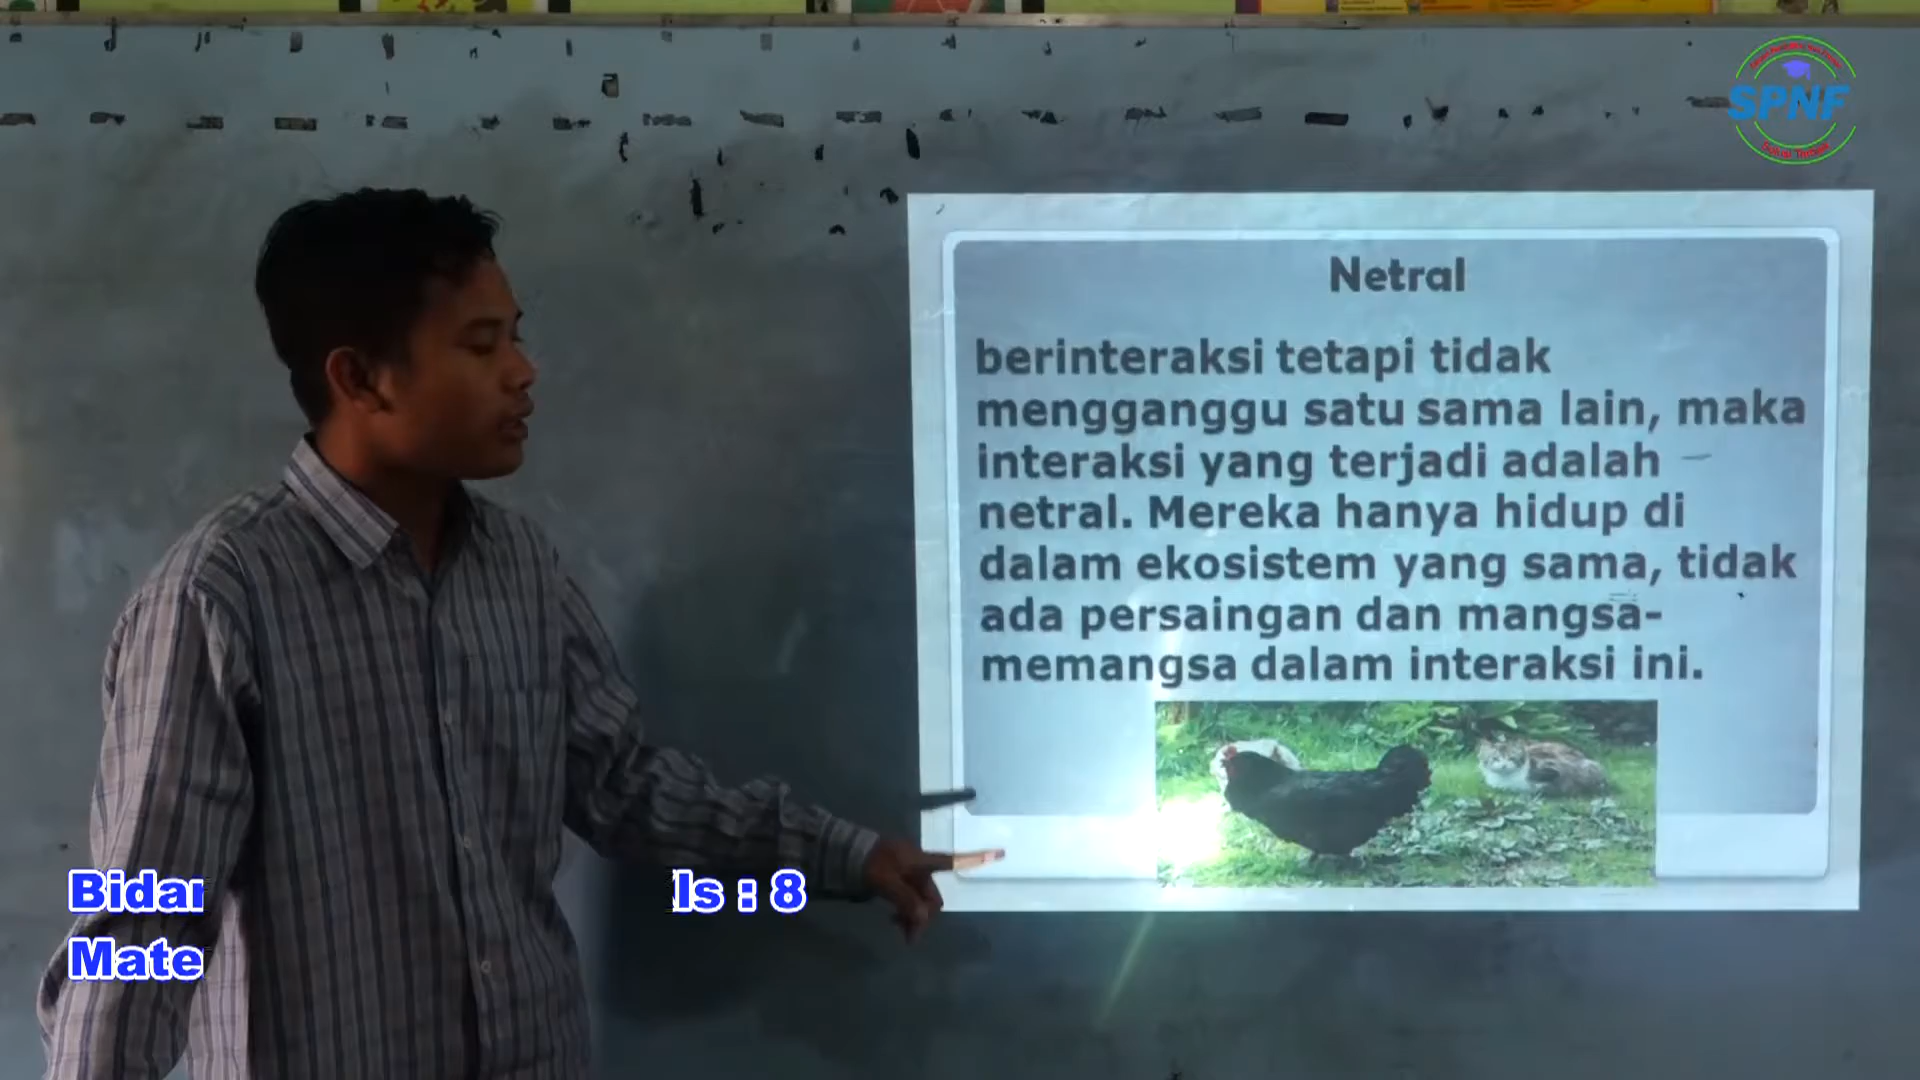 SPNF
Netral
berinteraksi tetapi tidak
mengganggu satu sama lain, maka
interaksi yang terjadi adalah
netral. Mereka hanya hidup di
dalam ekosistem yang sama, tidak
ada persaingan dan mangsa-
memangsa dalam interaksi ini.
Bidan ls : 8
Mate